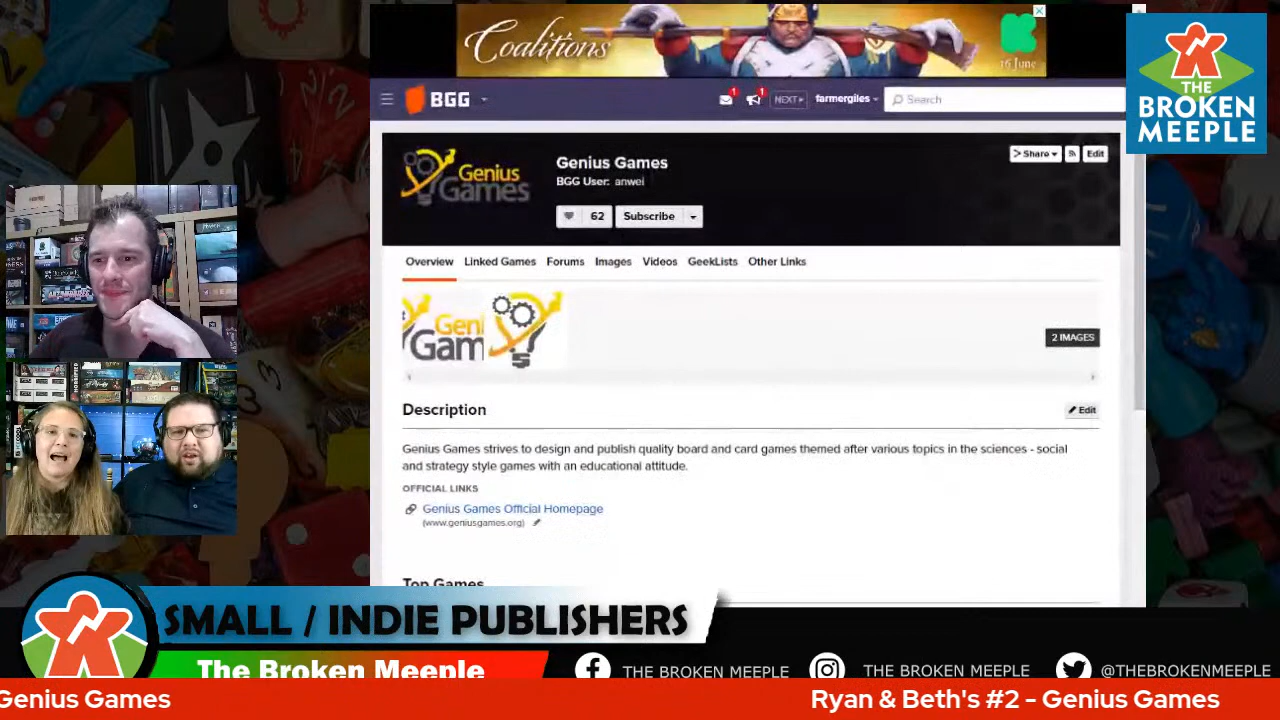 Coalitions
16 June
THE
BROKEN
MEEPLE
BGG
1
1
NEXT
farmergiles
Search
Genius
Games
Genius Games
BGG User: anwei
62
Subscribe
Share
Edit
Overview
Linked Games
Forums
Images
Videos
GeekLists
Other Links
Geni
Gam
2 IMAGES
Description
Edit
Genius Games strives to design and publish quality board and card games themed after various topics in the sciences - social
and strategy style games with an educational attitude.
OFFICIAL LINKS
Genius Games Official Homepage
(www.geniusgames.org)
Top Games
SMALL / INDIE PUBLISHERS
The Broken Meeple
THE BROKEN MEEPLE
THE BROKEN MEEPLE
@THEBROKENMEEPLE
Genius Games
Ryan & Beth's #2 - Genius Games